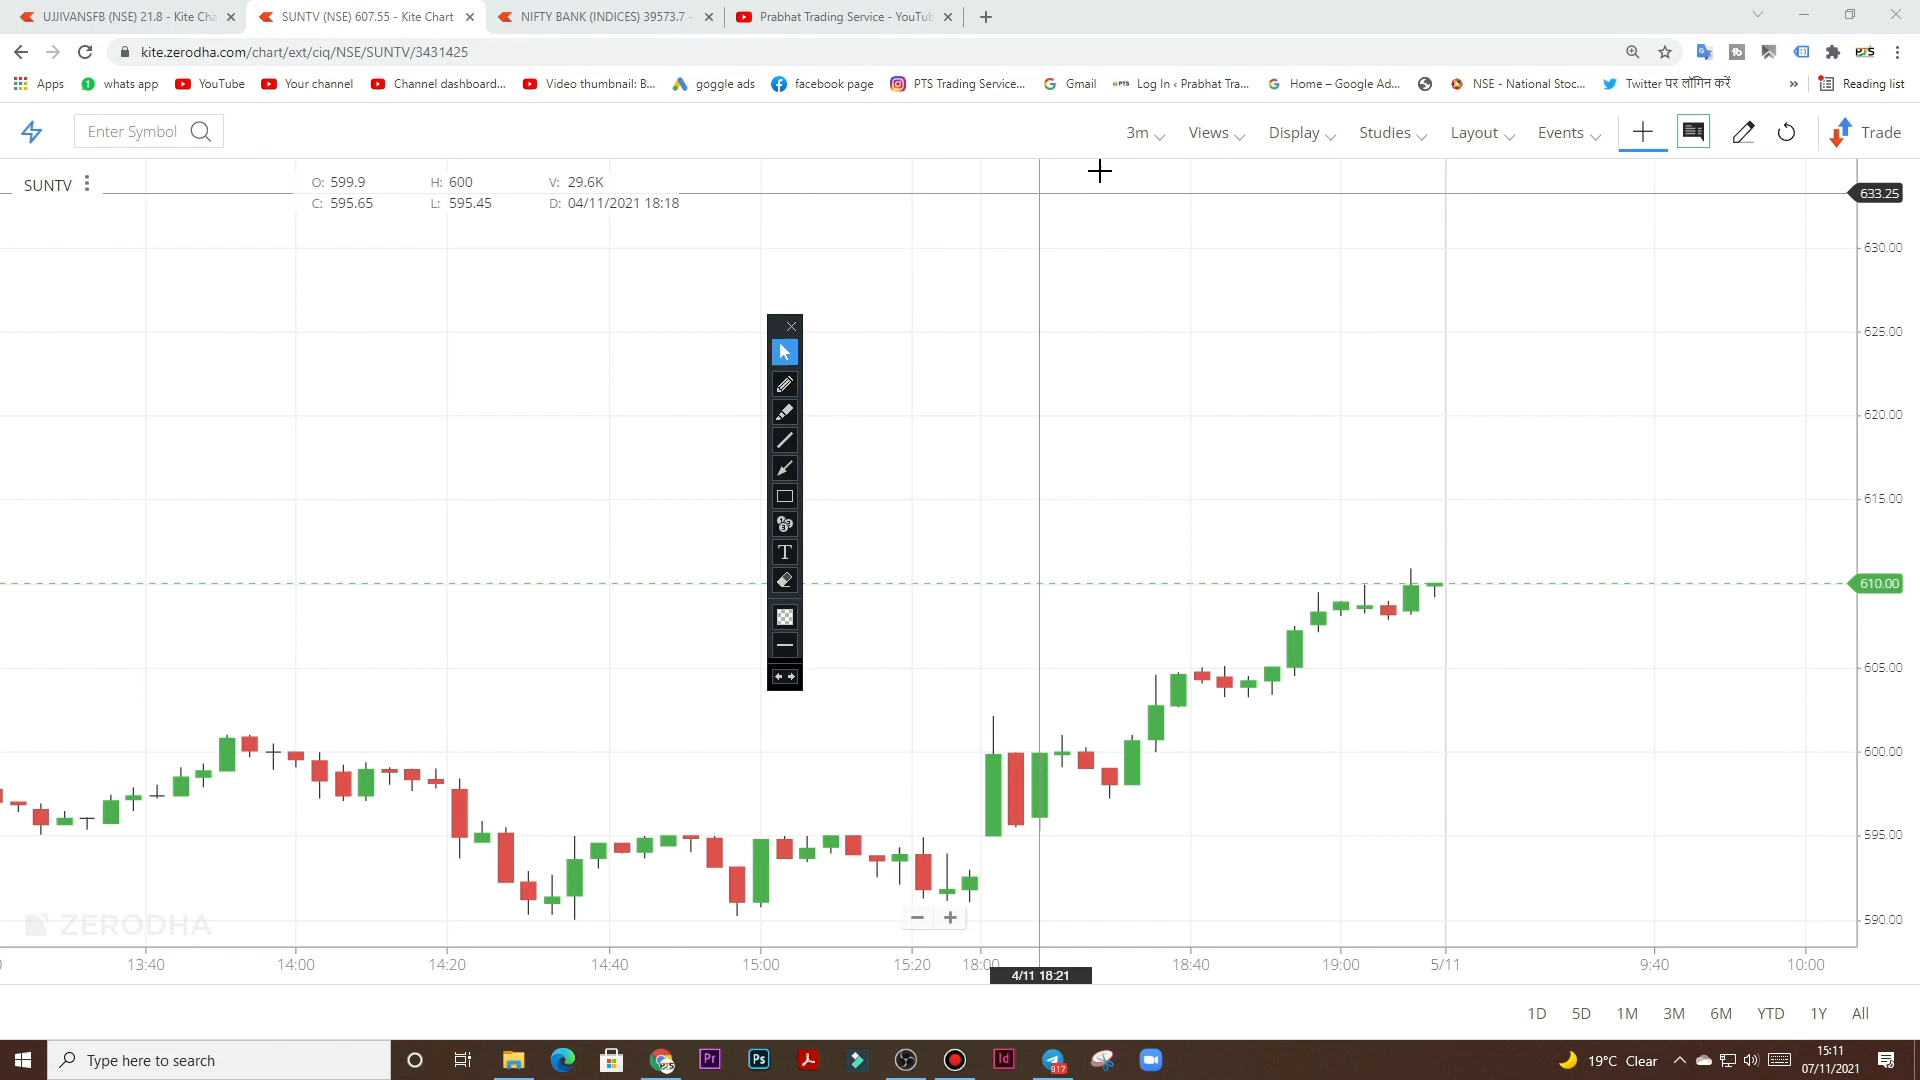 UJJIVANSFB (NSE) 21.8 - Kite Cha
SUNTV (NSE) 607.55 - Kite Chart
NIFTY BANK (INDICES) 39573.7 -
Prabhat Trading Service - YouTub
kite.zerodha.com/chart/ext/ciq/NSE/SUNTV/3431425
PTS
Apps
whats app
YouTube
Your channel
Channel dashboard...
Video thumbnail: B...
goggle ads
facebook page
PTS Trading Service...
Gmail
Log In ‹ Prabhat Tra...
Home – Google Ad...
NSE - National Stoc...
Twitter पर लॉगिन करें
»
Reading list
Enter Symbol
3m
Views
Display
Studies
Layout
Events
Trade
SUNTV
O: 599.9
H: 600
V: 29.6K
C: 595.65
L: 595.45
D: 04/11/2021 18:18
633.25
630.00
625.00
620.00
615.00
610.00
605.00
600.00
595.00
590.00
T
ZERODHA
13:40
14:00
14:20
14:40
15:00
15:20
18:00
18:40
19:00
5/11
9:40
10:00
4/11 18:21
1D
5D
1M
3M
6M
YTD
1Y
All
Type here to search
Pr
Ps
Id
917
19°C Clear
15:11
07/11/2021